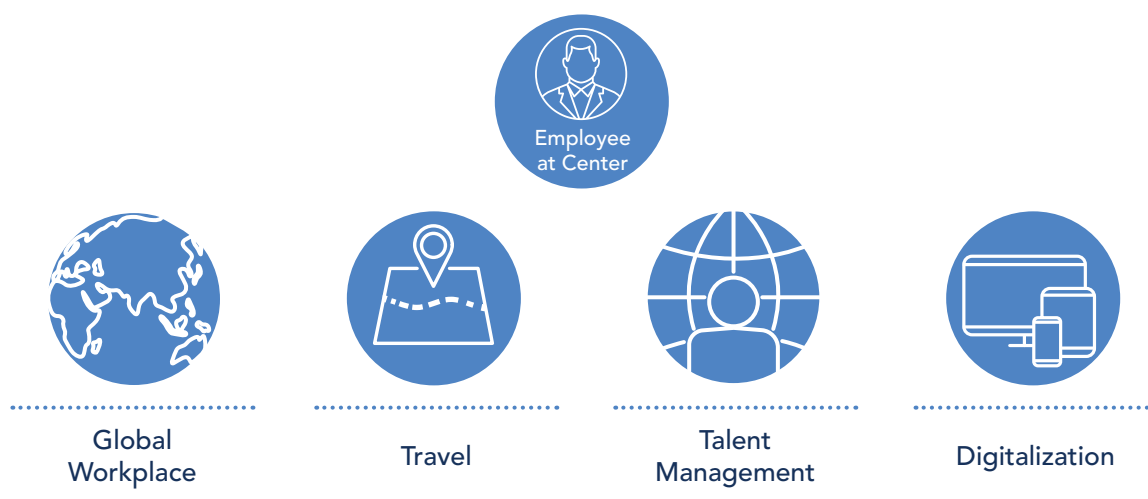 Employee
at Center
Global
Workplace
Travel
Talent
Management
Digitalization